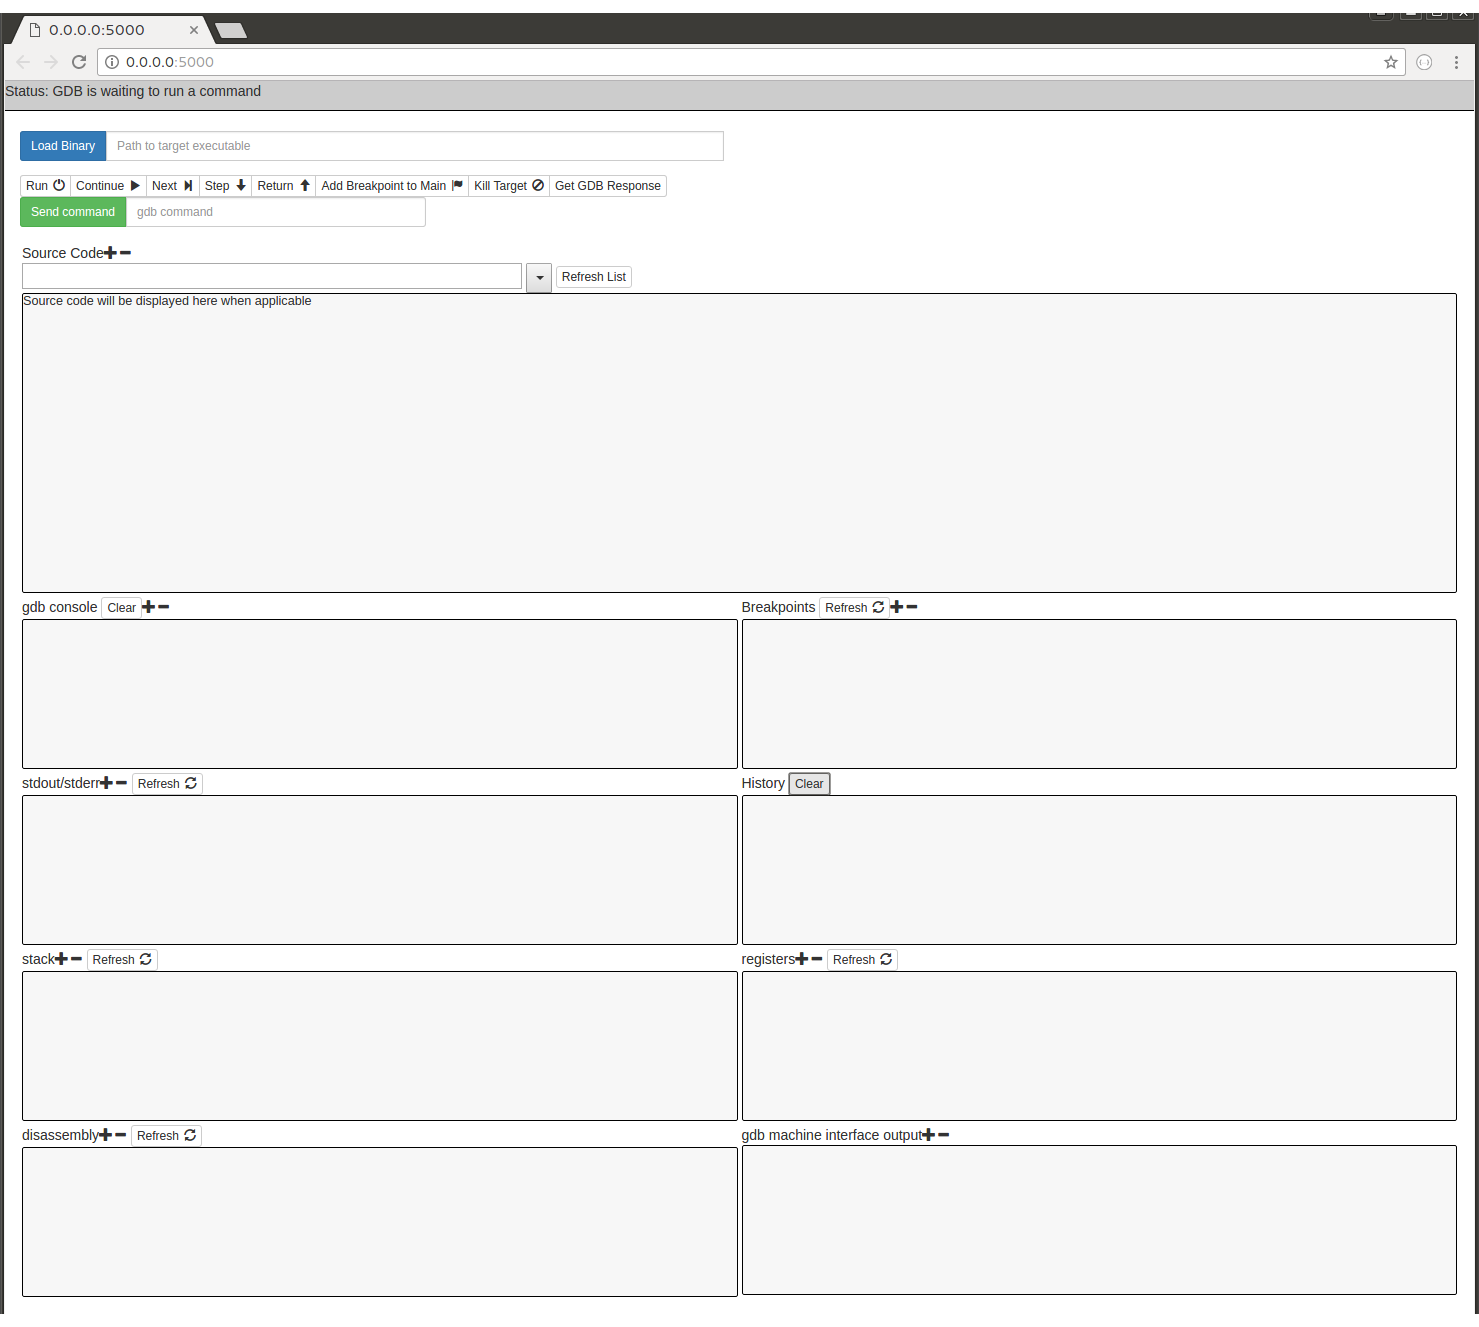 0.0.0.0:5000
0.0.0.0:5000
Status: GDB is waiting to run a command
Load Binary Path to target executable
Run Continue Next Step Return Add Breakpoint to Main Kill Target Get GDB Response
Send command gdb command
Source Code
Refresh List
Source code will be displayed here when applicable
gdb console Clear
Breakpoints Refresh
stdout/stderr Refresh
History Clear
stack Refresh
registers Refresh
disassembly Refresh
gdb machine interface output